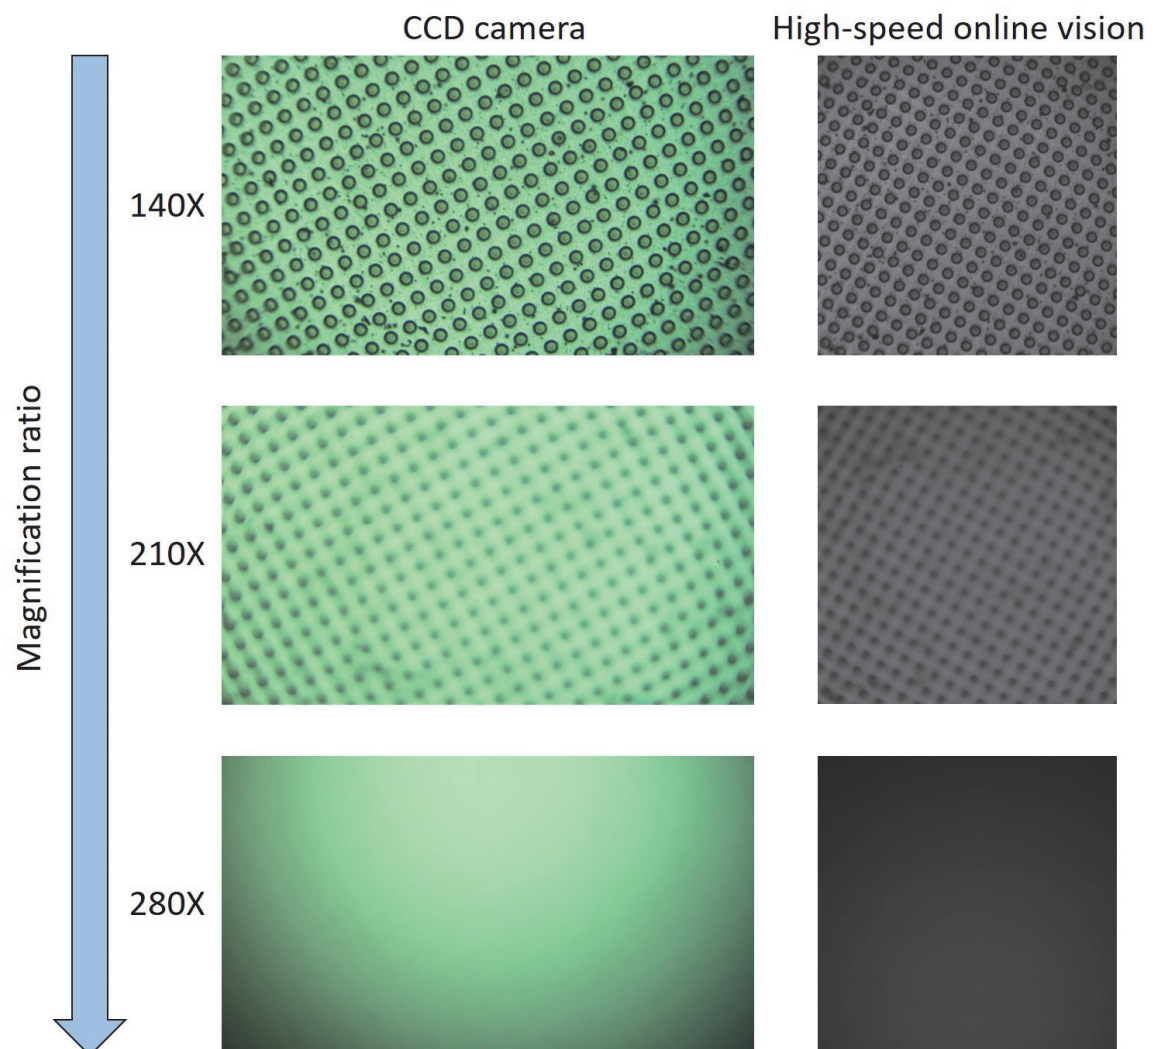 CCD camera
High-speed online vision
140X
Magnification ratio
210X
280X